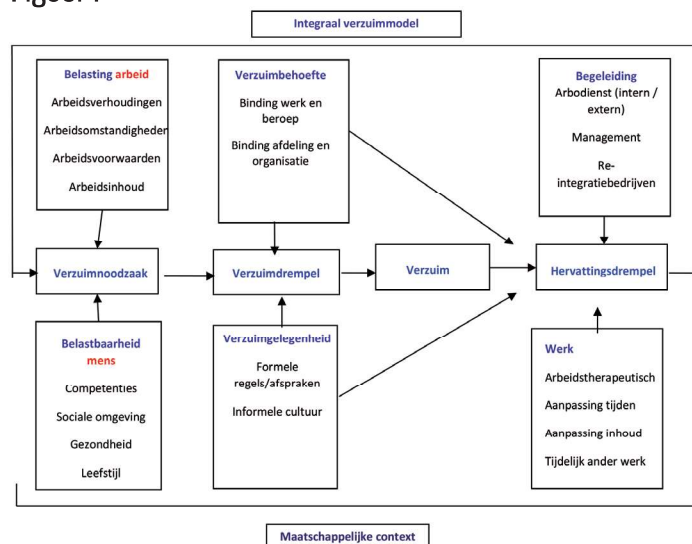 Integraal verzuimmodel
Belasting arbeid
Arbeidsverhoudingen
Arbeidsomstandigheden
Arbeidsvoorwaarden
Arbeidsinhoud
Verzuimbehoefte
Binding werk en
beroep
Binding afdeling en
organisatie
Begeleiding
Arbodienst (intern /
extern)
Management
Re-
integratiebedrijven
Verzuimnoodzaak
Verzuimdrempel
Verzuim
Hervattingsdrempel
Belastbaarheid
mens
Competenties
Sociale omgeving
Gezondheid
Leefstijl
Verzuimgelegenheid
Formele
regels/afspraken
Informele cultuur
Werk
Arbeidstherapeutisch
Aanpassing tijden
Aanpassing inhoud
Tijdelijk ander werk
Maatschappelijke context